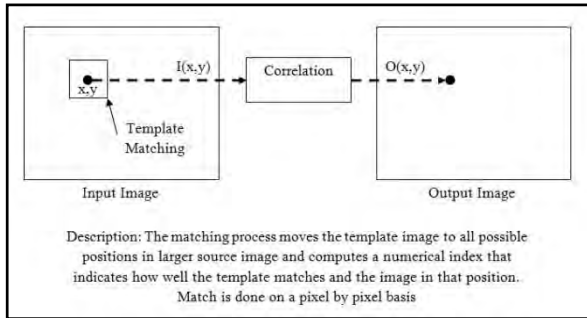 I(x,y)
Correlation
O(x,y)
x,y
Template
Matching
Input Image
Output Image
Description: The matching process moves the template image to all possible
positions in larger source image and computes a numerical index that
indicates how well the template matches and the image in that position.
Match is done on a pixel by pixel basis